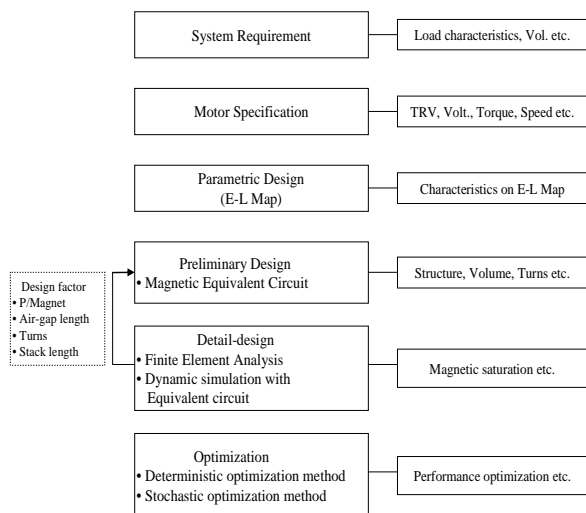 System Requirement
Load characteristics, Vol. etc.
Motor Specification
TRV, Volt., Torque, Speed etc.
Parametric Design
(E-L Map)
Characteristics on E-L Map
Preliminary Design
• Magnetic Equivalent Circuit
Structure, Volume, Turns etc.
Design factor
• P/Magnet
• Air-gap length
• Turns
• Stack length
Detail-design
• Finite Element Analysis
• Dynamic simulation with
Equivalent circuit
Magnetic saturation etc.
Optimization
• Deterministic optimization method
• Stochastic optimization method
Performance optimization etc.